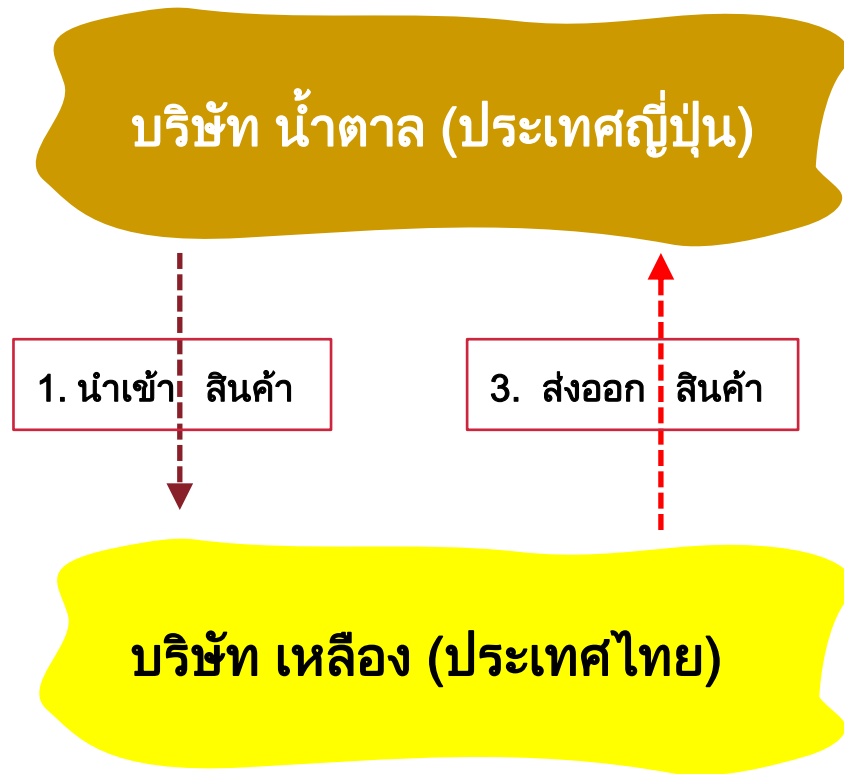 บริษัท น้ำตาล (ประเทศญี่ปุ่น)
1. นำเข้า สินค้า
3. ส่งออก สินค้า
บริษัท เหลือง (ประเทศไทย)